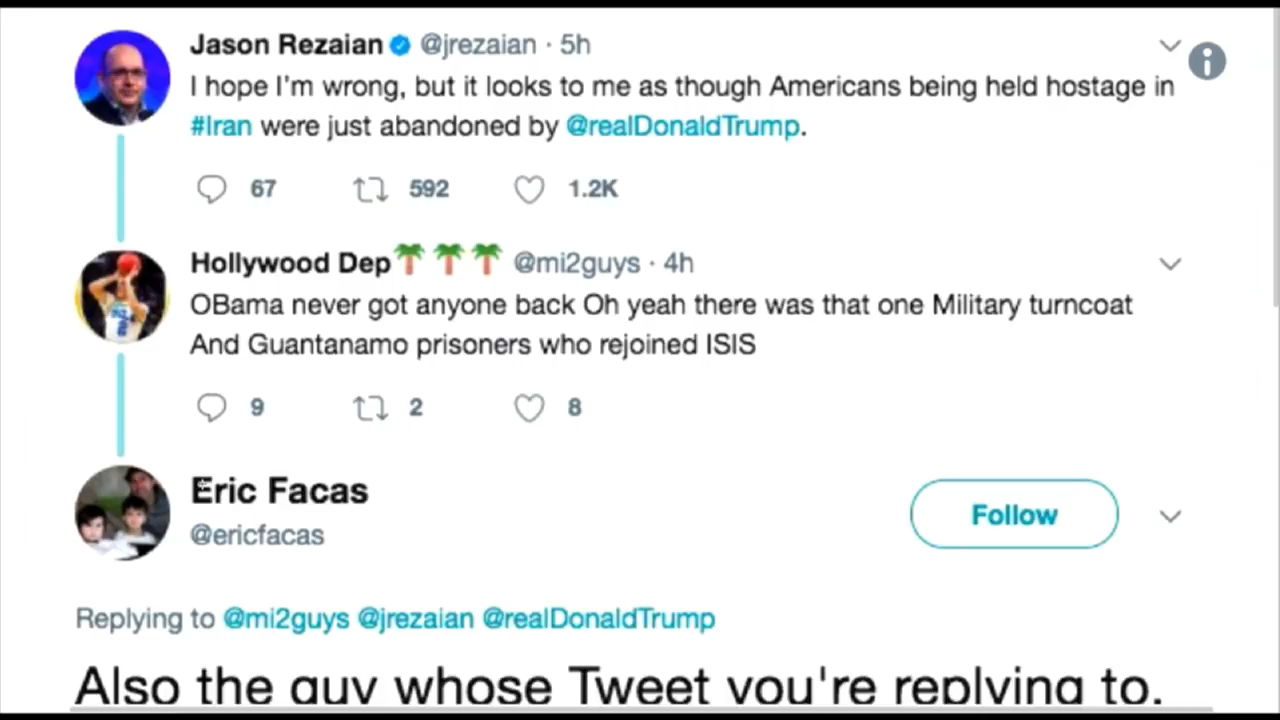 Jason Rezaian @jrezaian · 5h
I hope I'm wrong, but it looks to me as though Americans being held hostage in
#Iran were just abandoned by @realDonaldTrump.
67 592 1.2K
Hollywood Dep🌴🌴🌴 @mi2guys · 4h
OBama never got anyone back Oh yeah there was that one Military turncoat
And Guantanamo prisoners who rejoined ISIS
9 2 8
Eric Facas
@ericfacas
Follow
Replying to @mi2guys @jrezaian @realDonaldTrump
Also the guy whose Tweet you're replying to.